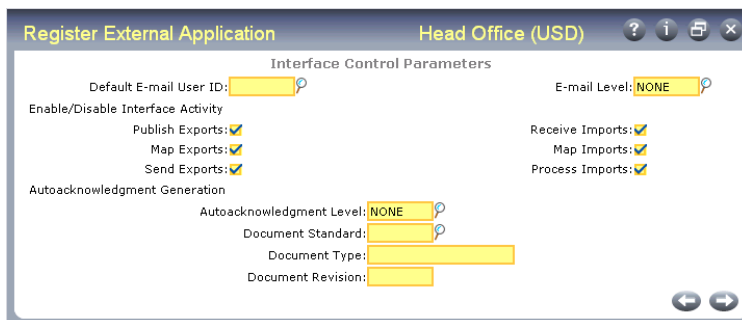 Register External Application Head Office (USD) ? i
Interface Control Parameters
Default E-mail User ID: E-mail Level: NONE
Enable/Disable Interface Activity
Publish Exports: Receive Imports:
Map Exports: Map Imports:
Send Exports: Process Imports:
Autoacknowledgment Generation
Autoacknowledgment Level: NONE
Document Standard:
Document Type:
Document Revision: